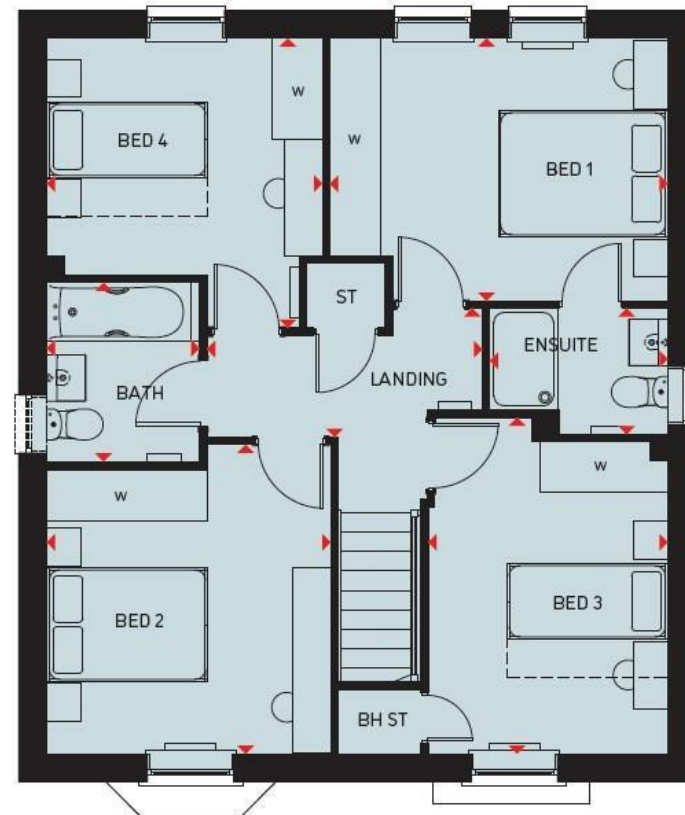 W
BED 4
W
BED 1
ST
ENSUITE
LANDING
BATH
W
W
BED 2
BED 3
BH ST